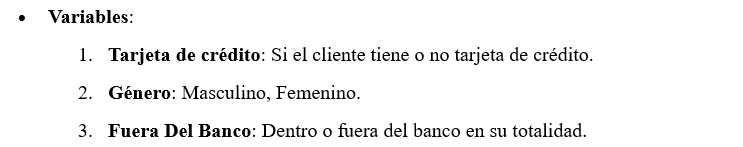 • Variables:
1. Tarjeta de crédito: Si el cliente tiene o no tarjeta de crédito.
2. Género: Masculino, Femenino.
3. Fuera Del Banco: Dentro o fuera del banco en su totalidad.